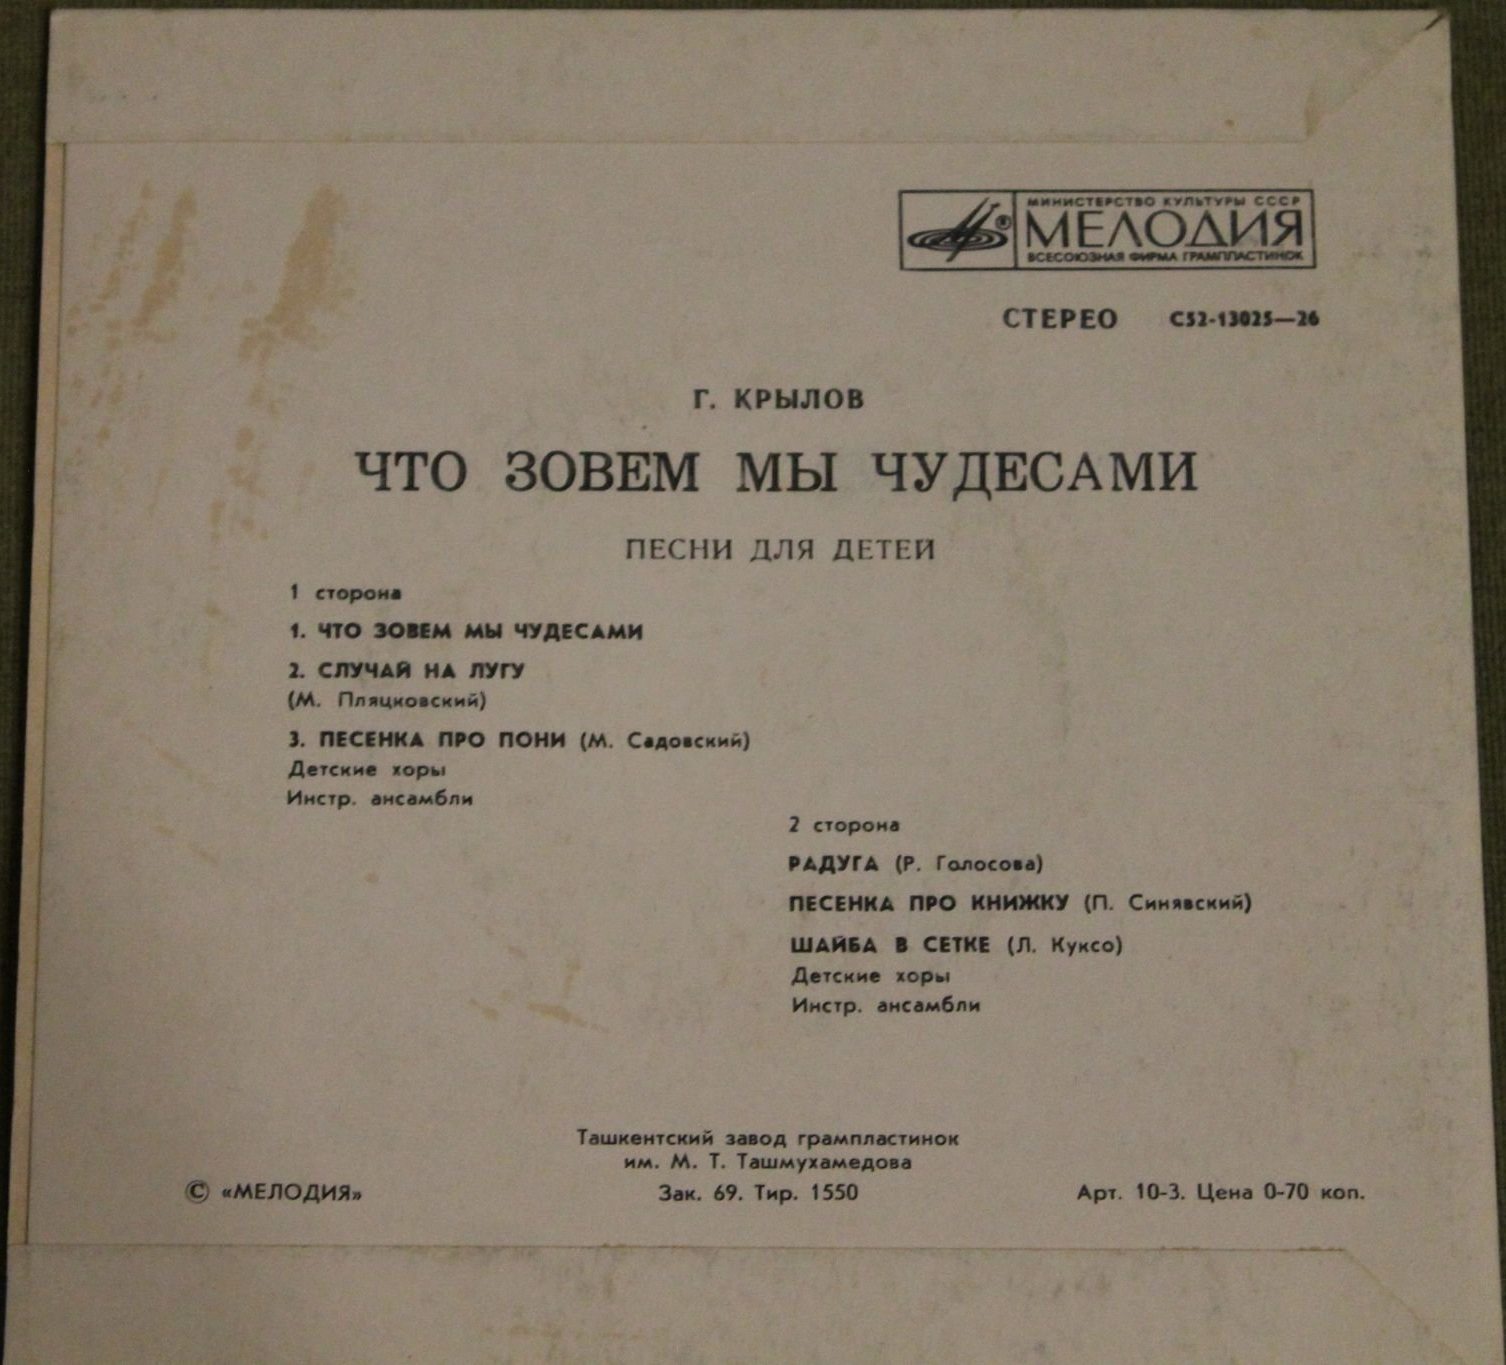 МИНИСТЕРСТВО КУЛЬТУРЫ СССР
МЕЛОДИЯ
ВСЕСОЮЗНАЯ ФИРМА ГРАМПЛАСТИНОК
СТЕРЕО С52-13025—26
Г. КРЫЛОВ
ЧТО ЗОВЕМ МЫ ЧУДЕСАМИ
ПЕСНИ ДЛЯ ДЕТЕЙ
1 сторона
1. ЧТО ЗОВЕМ МЫ ЧУДЕСАМИ
2. СЛУЧАЙ НА ЛУГУ
(М. Пляцковский)
3. ПЕСЕНКА ПРО ПОНИ (М. Садовский)
Детские хоры
Инстр. ансамбли
2 сторона
РАДУГА (Р. Голосова)
ПЕСЕНКА ПРО КНИЖКУ (П. Синявский)
ШАЙБА В СЕТКЕ (Л. Куксо)
Детские хоры
Инстр. ансамбли
Ташкентский завод грампластинок
им. М. Т. Ташмухамедова
© «МЕЛОДИЯ» Зак. 69. Тир. 1550 Арт. 10-3. Цена 0-70 коп.